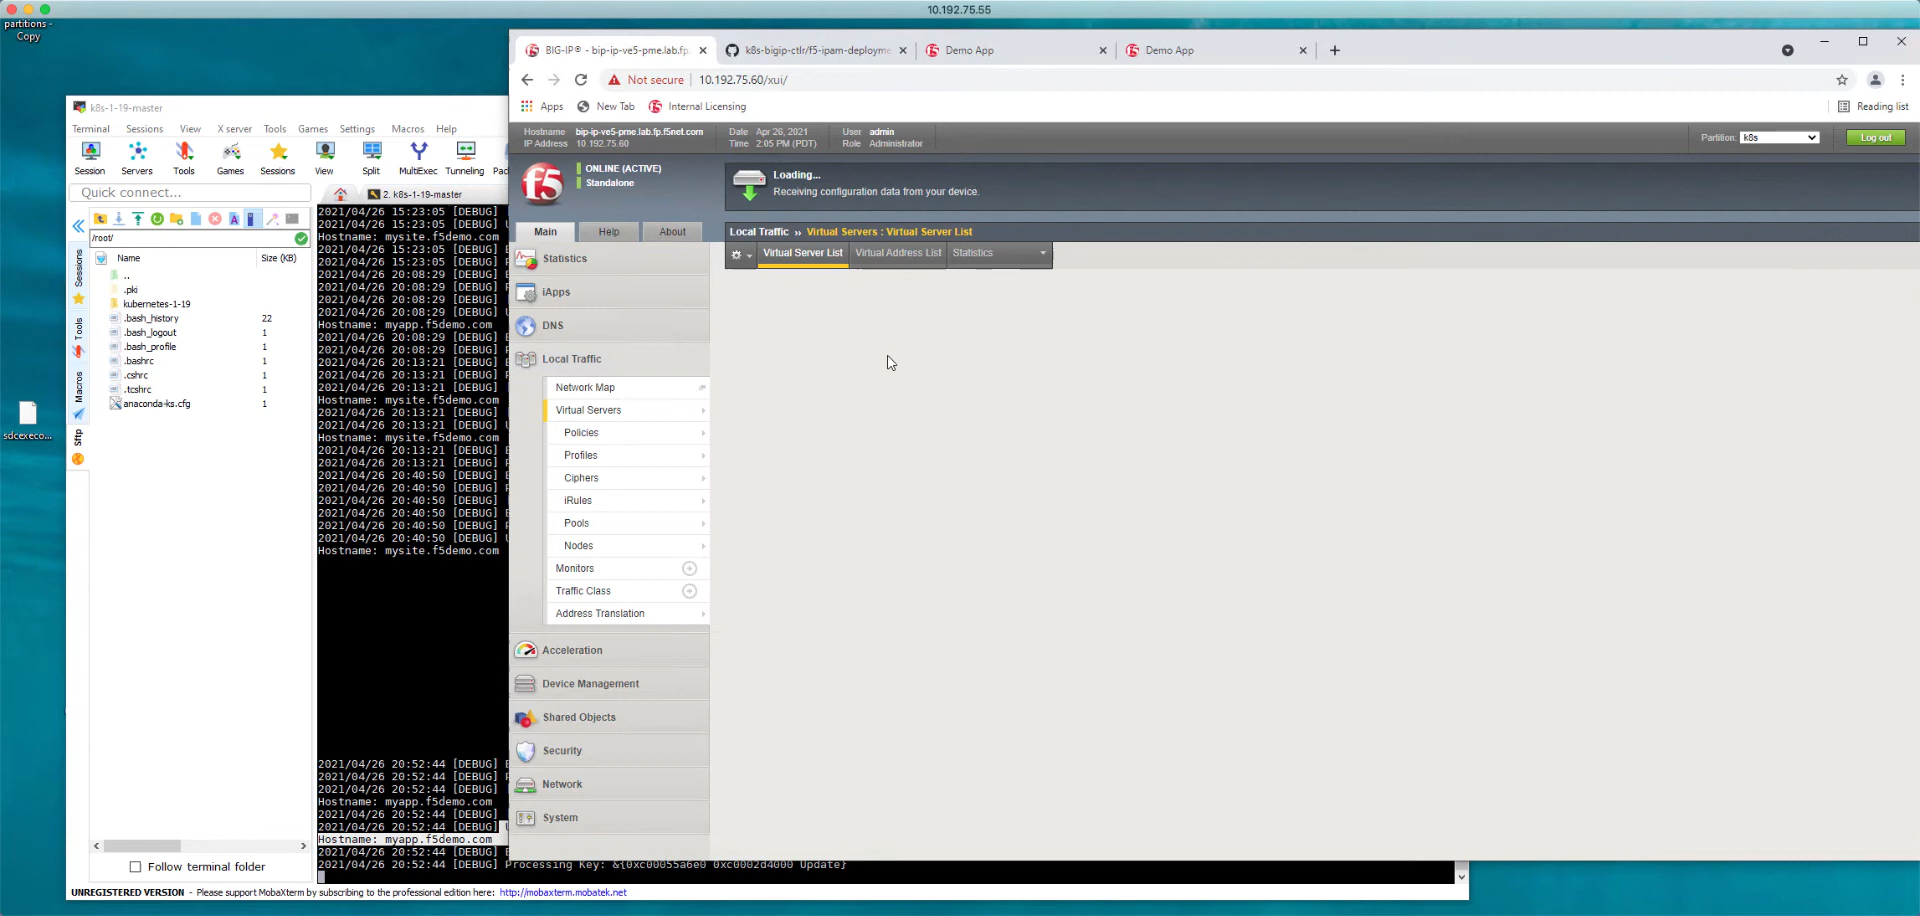 10.192.75.55
partitions -
Copy
sdcexeco...
k8s-1-19-master
Terminal Sessions View X server Tools Games Settings Macros Help
Session Servers Tools Games Sessions View Split MultiExec Tunneling
Quick connect...
2. k8s-1-19-master
/root/
Name Size (KB)
..
.pki
kubernetes-1-19
.bash_history 22
.bash_logout 1
.bash_profile 1
.bashrc 1
.cshrc 1
.tcshrc 1
anaconda-ks.cfg 1
Sessions
Tools
Macros
Sftp
Follow terminal folder
UNREGISTERED VERSION - Please support MobaXterm by subscribing to the professional edition here: http://mobaxterm.mobatek.net
2021/04/26 15:23:05 [DEBUG]
2021/04/26 15:23:05 [DEBUG]
Hostname: mysite.f5demo.com
2021/04/26 15:23:05 [DEBUG]
2021/04/26 15:23:05 [DEBUG]
2021/04/26 20:08:29 [DEBUG]
2021/04/26 20:08:29 [DEBUG]
2021/04/26 20:08:29 [DEBUG]
2021/04/26 20:08:29 [DEBUG]
Hostname: myapp.f5demo.com
2021/04/26 20:08:29 [DEBUG]
2021/04/26 20:08:29 [DEBUG]
2021/04/26 20:13:21 [DEBUG]
2021/04/26 20:13:21 [DEBUG]
2021/04/26 20:13:21 [DEBUG]
Hostname: mysite.f5demo.com
2021/04/26 20:13:21 [DEBUG]
2021/04/26 20:13:21 [DEBUG]
Hostname: mysite.f5demo.com
2021/04/26 20:13:21 [DEBUG]
2021/04/26 20:13:21 [DEBUG]
2021/04/26 20:40:50 [DEBUG]
2021/04/26 20:40:50 [DEBUG]
2021/04/26 20:40:50 [DEBUG]
2021/04/26 20:40:50 [DEBUG]
2021/04/26 20:40:50 [DEBUG]
2021/04/26 20:40:50 [DEBUG]
Hostname: mysite.f5demo.com
2021/04/26 20:52:44 [DEBUG]
2021/04/26 20:52:44 [DEBUG]
2021/04/26 20:52:44 [DEBUG]
Hostname: myapp.f5demo.com
2021/04/26 20:52:44 [DEBUG]
2021/04/26 20:52:44 [DEBUG]
Hostname: myapp.f5demo.com
2021/04/26 20:52:44 [DEBUG]
2021/04/26 20:52:44 [DEBUG] Processing Key: &{0xc00055a6e0 0xc0002d4000 Update}
BIG-IP® - bip-ip-ve5-pme.lab.fp. k8s-bigip-ctlr/f5-ipam-deployme Demo App Demo App
Not secure 10.192.75.60/xui/
Apps New Tab Internal Licensing Reading list
Hostname bip-ip-ve5-pme.lab.fp.f5net.com Date Apr 26, 2021 User admin
IP Address 10.192.75.60 Time 2:05 PM (PDT) Role Administrator
Partition: k8s Log out
f5
ONLINE (ACTIVE)
Standalone
Loading...
Receiving configuration data from your device.
Main Help About
Local Traffic ›› Virtual Servers : Virtual Server List
Virtual Server List Virtual Address List Statistics
Statistics
iApps
DNS
Local Traffic
Network Map
Virtual Servers
Policies
Profiles
Ciphers
iRules
Pools
Nodes
Monitors
Traffic Class
Address Translation
Acceleration
Device Management
Shared Objects
Security
Network
System